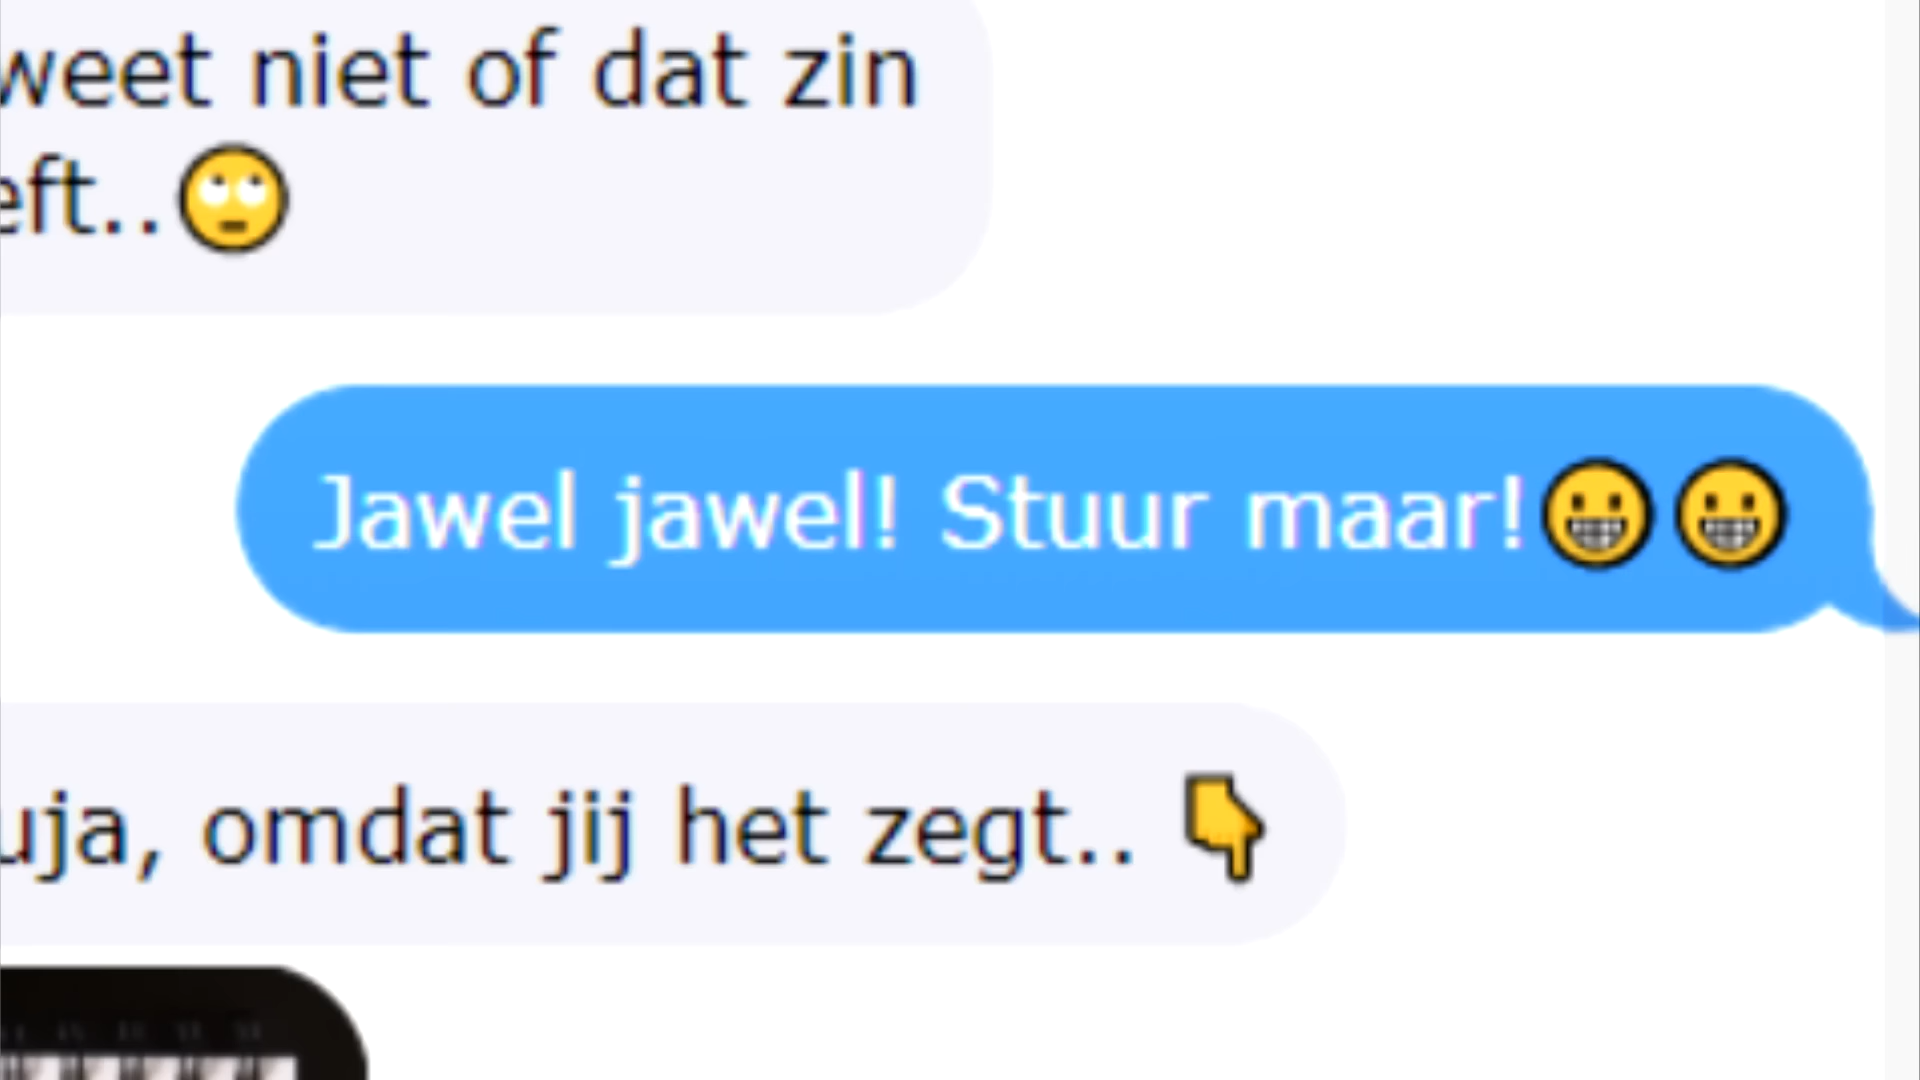 weet niet of dat zin
eft..🙄
Jawel jawel! Stuur maar!😀😀
uja, omdat jij het zegt.. 👇